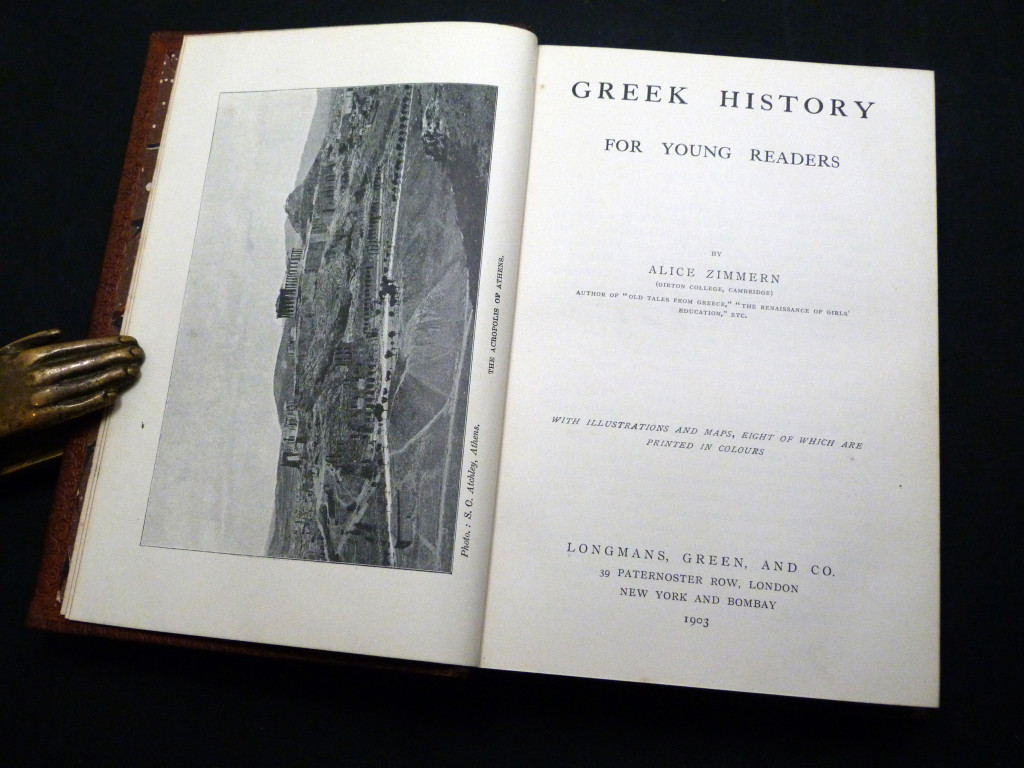 Photo.: S. C. Atchley, Athens.
THE ACROPOLIS OF ATHENS.
GREEK HISTORY
FOR YOUNG READERS
BY
ALICE ZIMMERN
(GIRTON COLLEGE, CAMBRIDGE)
AUTHOR OF "OLD TALES FROM GREECE," "THE RENAISSANCE OF GIRLS'
EDUCATION," ETC.
WITH ILLUSTRATIONS AND MAPS, EIGHT OF WHICH ARE
PRINTED IN COLOURS
LONGMANS, GREEN, AND CO.
39 PATERNOSTER ROW, LONDON
NEW YORK AND BOMBAY
1903